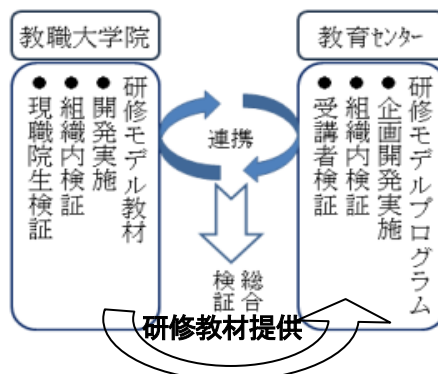 教職大学院
研修モデル教材
●開発実施
●組織内検証
●現職院生検証
連携
総合
検証
教育センター
研修モデルプログラム
●企画開発実施
●組織内検証
●受講者検証
研修教材提供